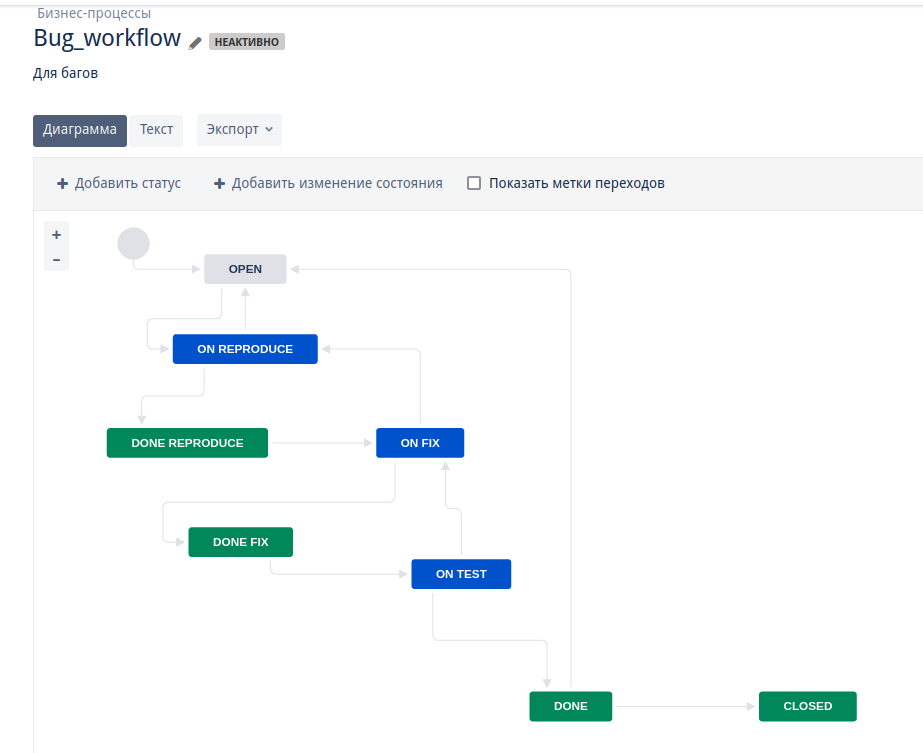 Бизнес-процессы
Bug_workflow НЕАКТИВНО
Для багов
Диаграмма Текст Экспорт
+ Добавить статус + Добавить изменение состояния Показать метки переходов
+
−
OPEN
ON REPRODUCE
DONE REPRODUCE ON FIX
DONE FIX
ON TEST
DONE CLOSED